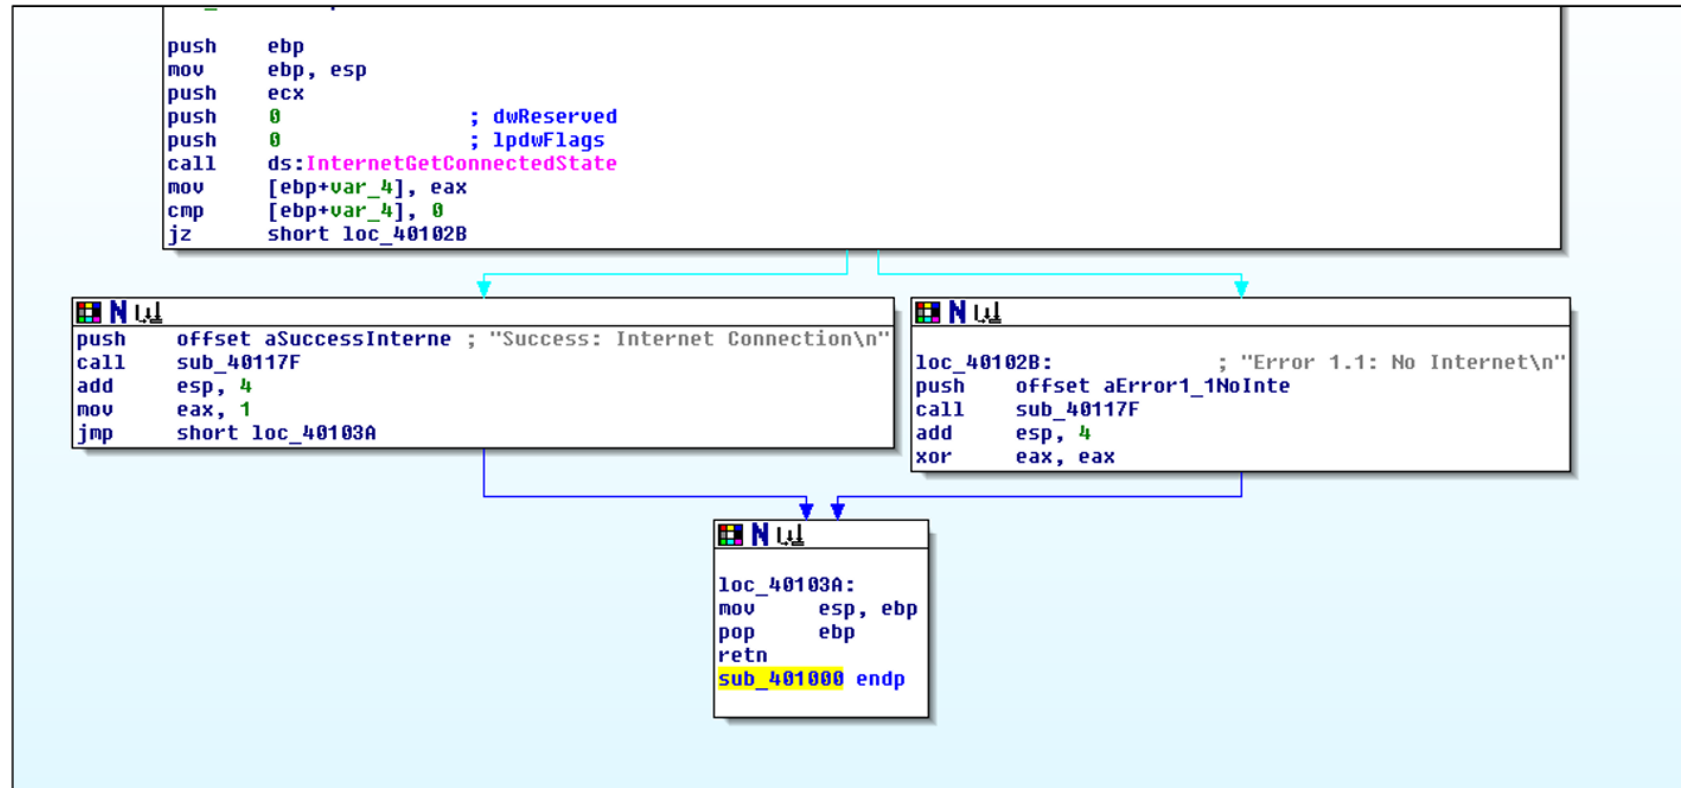 push ebp
mov ebp, esp
push ecx
push 0 ; dwReserved
push 0 ; lpdwFlags
call ds:InternetGetConnectedState
mov [ebp+var_4], eax
cmp [ebp+var_4], 0
jz short loc_40102B
N
push offset aSuccessInterne ; "Success: Internet Connection\n"
call sub_40117F
add esp, 4
mov eax, 1
jmp short loc_40103A
N
loc_40102B: ; "Error 1.1: No Internet\n"
push offset aError1_1NoInte
call sub_40117F
add esp, 4
xor eax, eax
N
loc_40103A:
mov esp, ebp
pop ebp
retn
sub_401000 endp